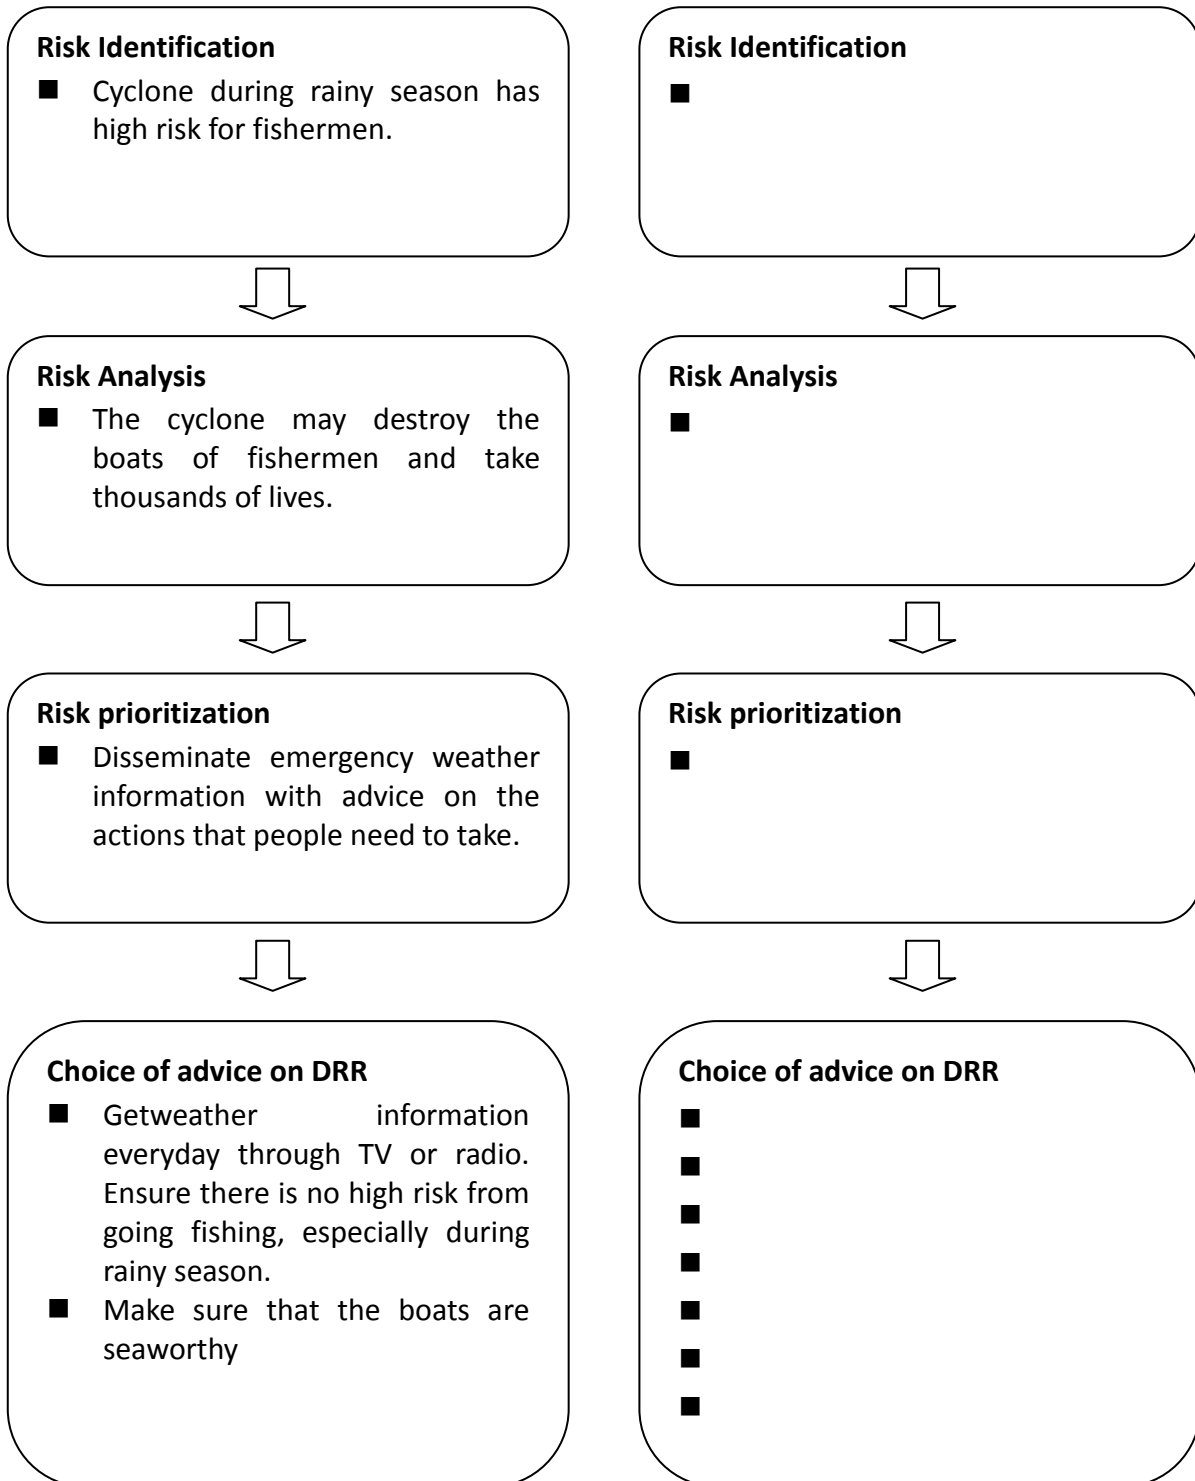 Risk Identification
■ Cyclone during rainy season has
high risk for fishermen.
Risk Analysis
■ The cyclone may destroy the
boats of fishermen and take
thousands of lives.
Risk prioritization
■ Disseminate emergency weather
information with advice on the
actions that people need to take.
Choice of advice on DRR
■ Getweather information
everyday through TV or radio.
Ensure there is no high risk from
going fishing, especially during
rainy season.
■ Make sure that the boats are
seaworthy
Risk Identification
■
Risk Analysis
■
Risk prioritization
■
Choice of advice on DRR
■
■
■
■
■
■
■